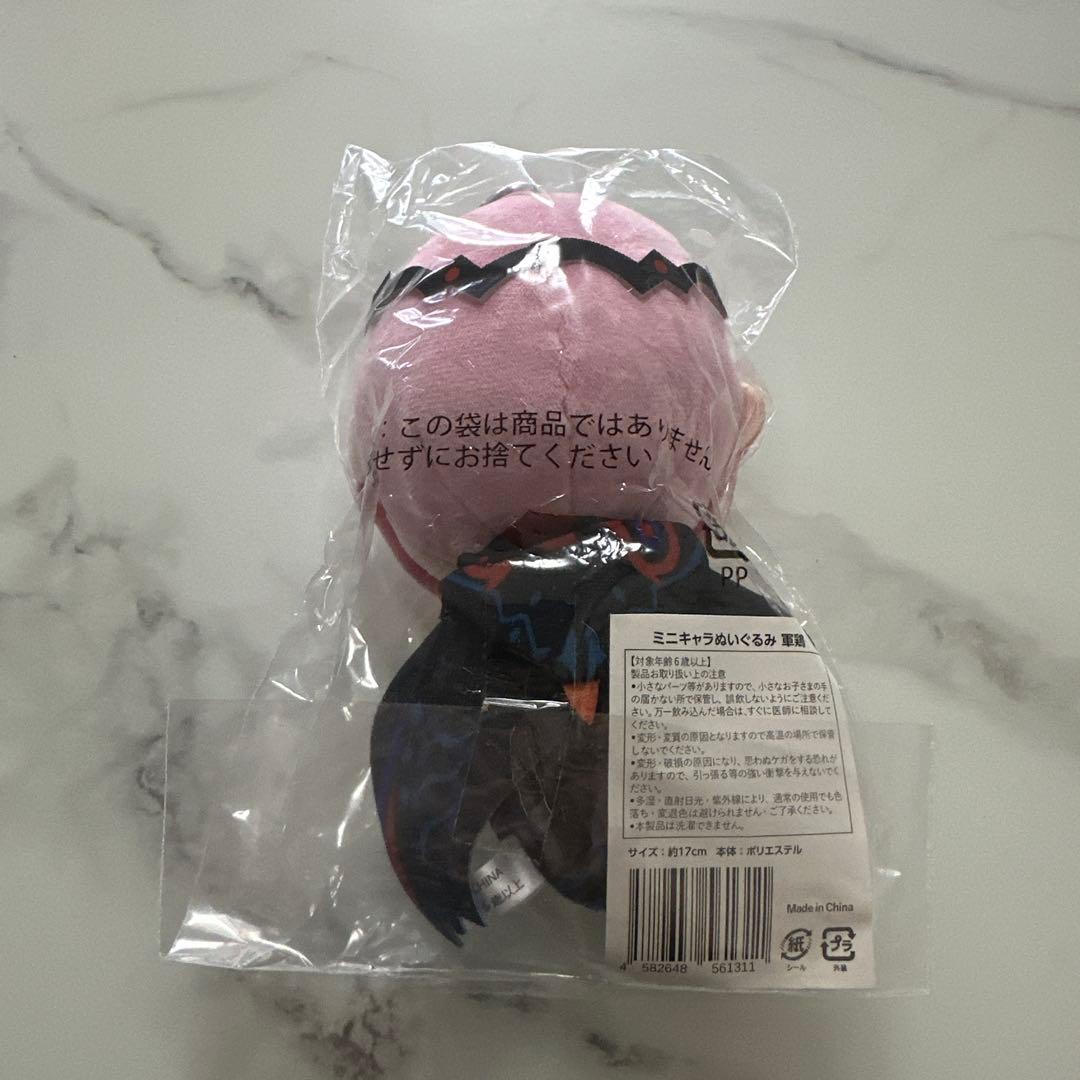 ：この袋は商品ではありません
せずにお捨てください
PP
ミニキャラぬいぐるみ 軍鶏
【対象年齢6歳以上】
製品お取り扱い上の注意
•小さなパーツ等がありますので、小さなお子さまの手
の届かない所で保管し、誤飲しないようにご注意くだ
さい。万一飲み込んだ場合は、すぐに医師に相談して
ください。
•変形・変質の原因となりますので高温の場所で保管
しないでください。
•変形・破損の原因になり、思わぬケガをする恐れが
ありますので、引っ張る等の強い衝撃を与えないでく
ださい。
•多湿・直射日光・紫外線により、通常の使用でも色
落ち・変退色は避けられません・ご了承ください。
•本製品は洗濯できません。
サイズ：約17cm 本体：ポリエステル
Made in China
紙
シール
プラ
外装
4 582648 561311
CHINA
歳以上